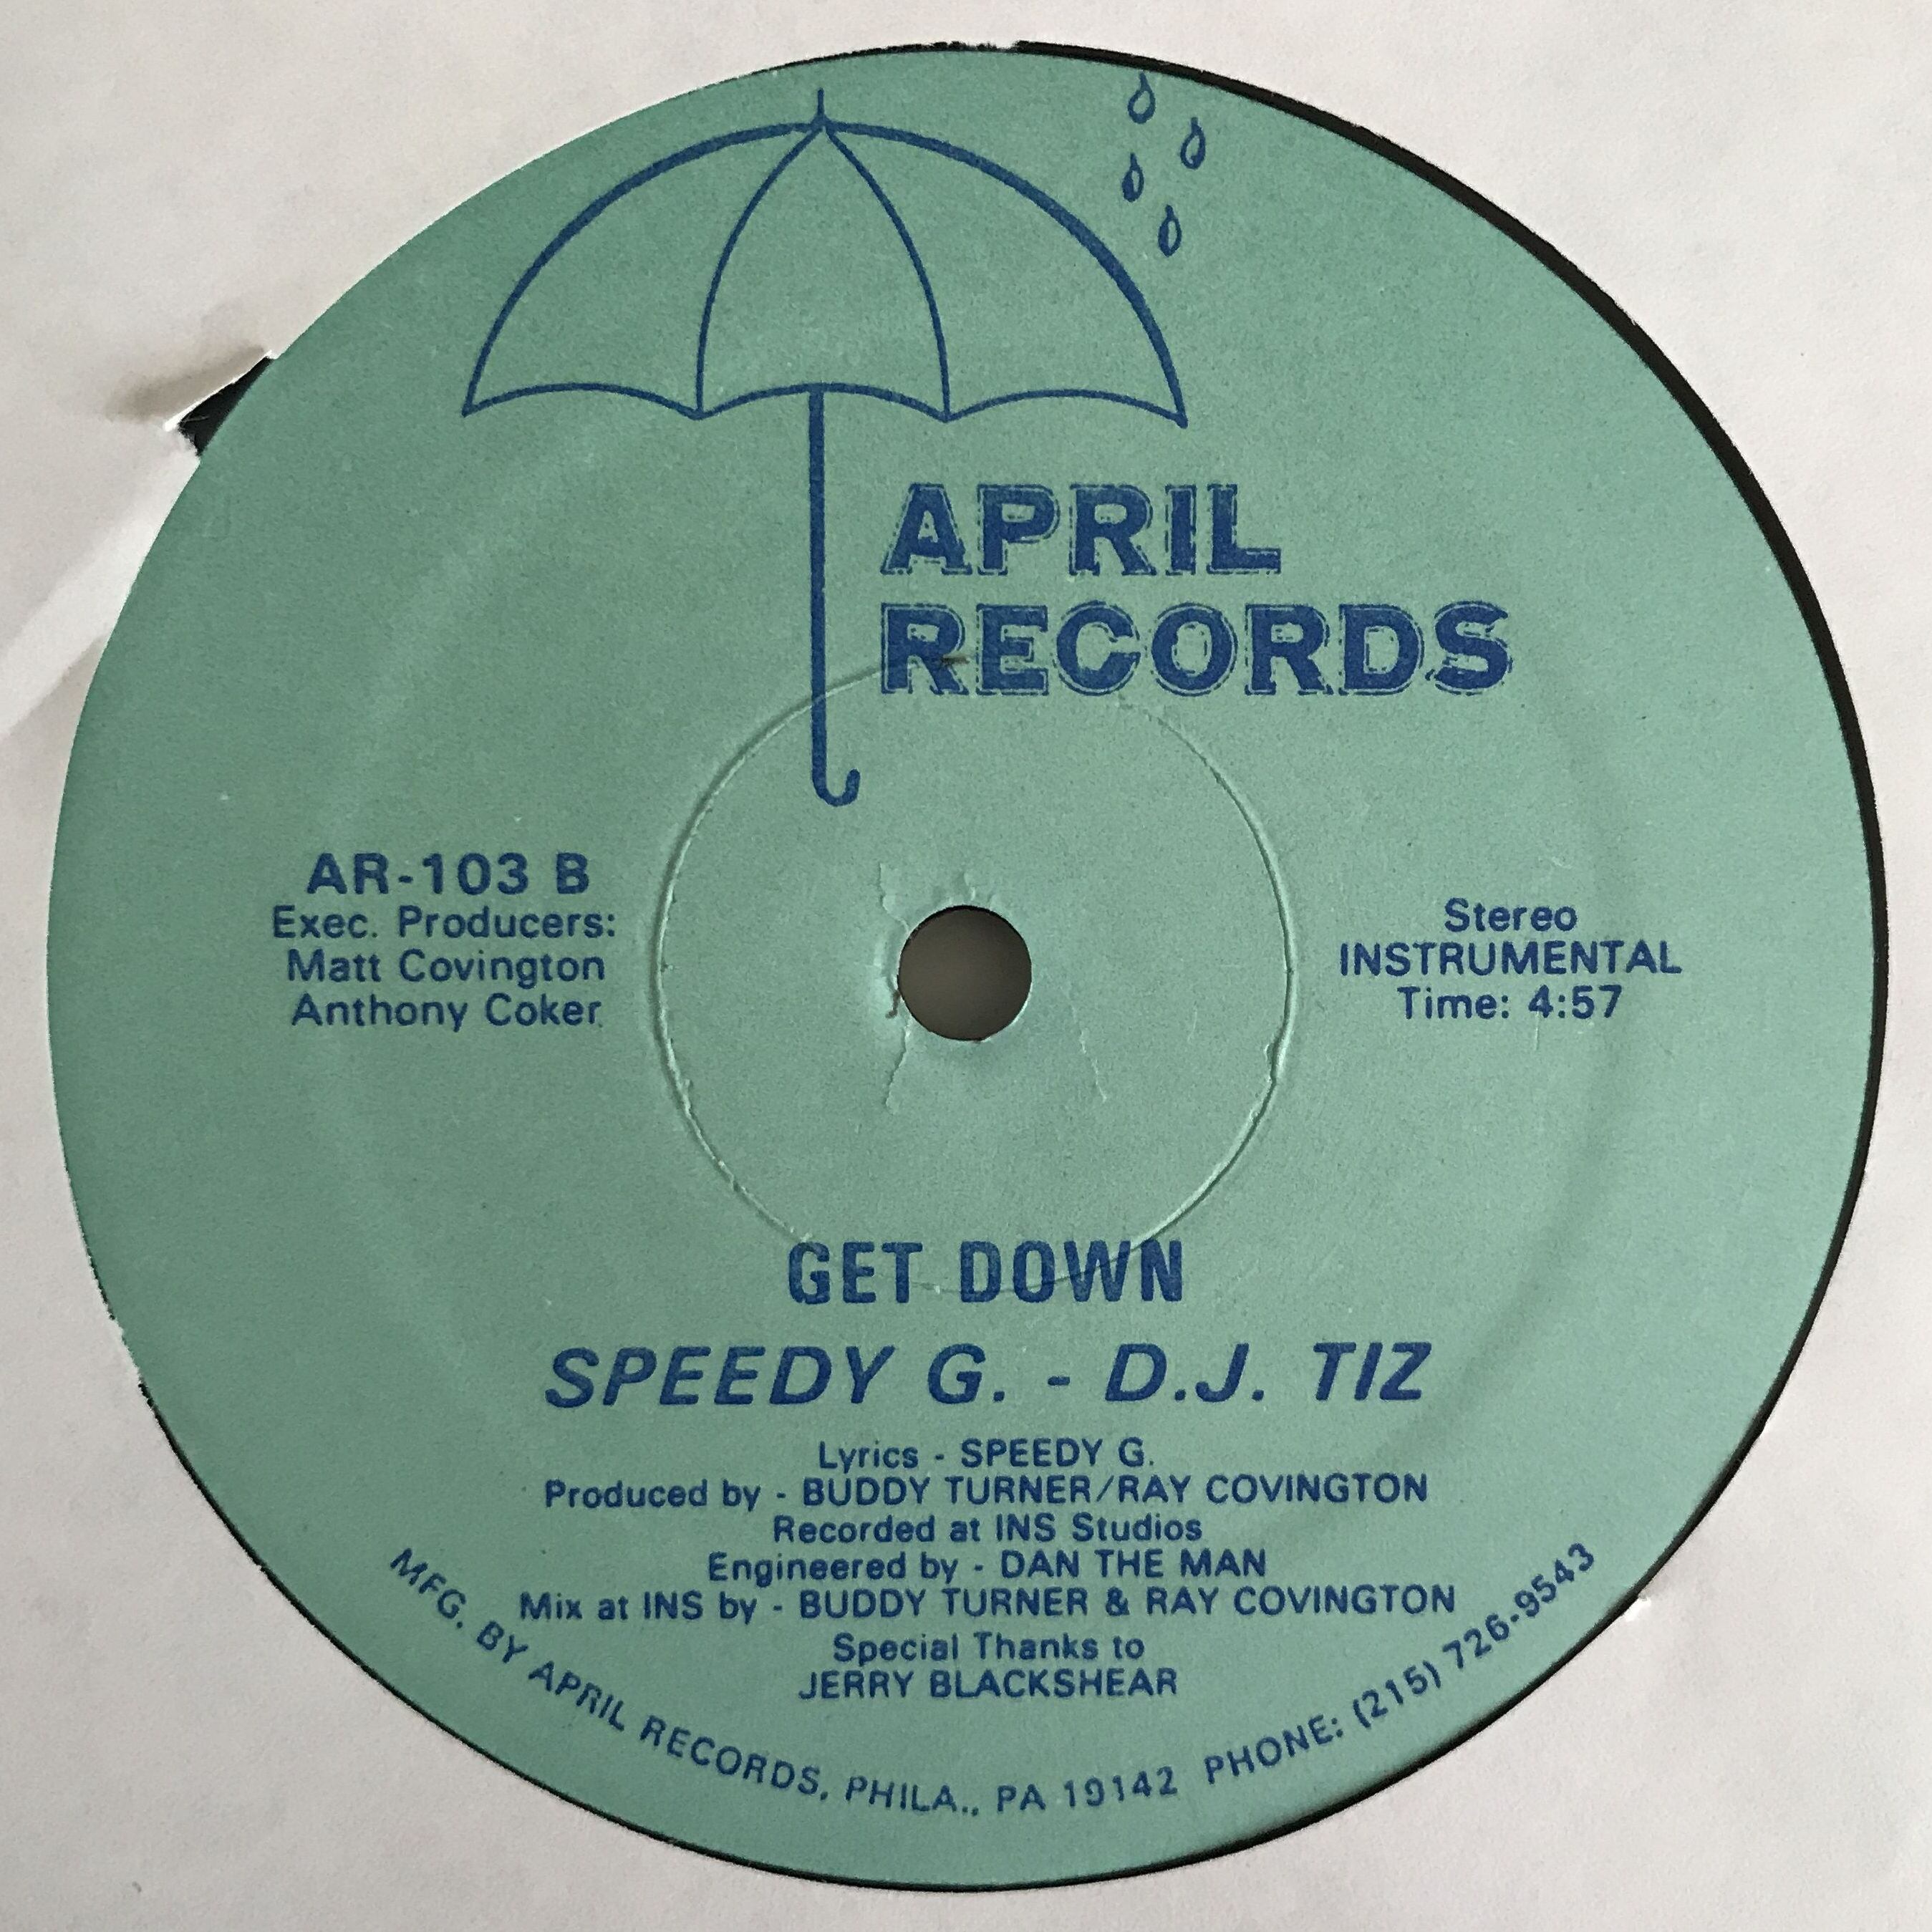 APRIL
RECORDS
AR-103 B
Exec. Producers:
Matt Covington
Anthony Coker
Stereo
INSTRUMENTAL
Time: 4:57
GET DOWN
SPEEDY G. - D.J. TIZ
Lyrics - SPEEDY G.
Produced by - BUDDY TURNER/RAY COVINGTON
Recorded at INS Studios
Engineered by - DAN THE MAN
Mix at INS by - BUDDY TURNER & RAY COVINGTON
Special Thanks to
JERRY BLACKSHEAR
MFG. BY APRIL RECORDS, PHILA., PA 19142 PHONE: (215) 726-9543